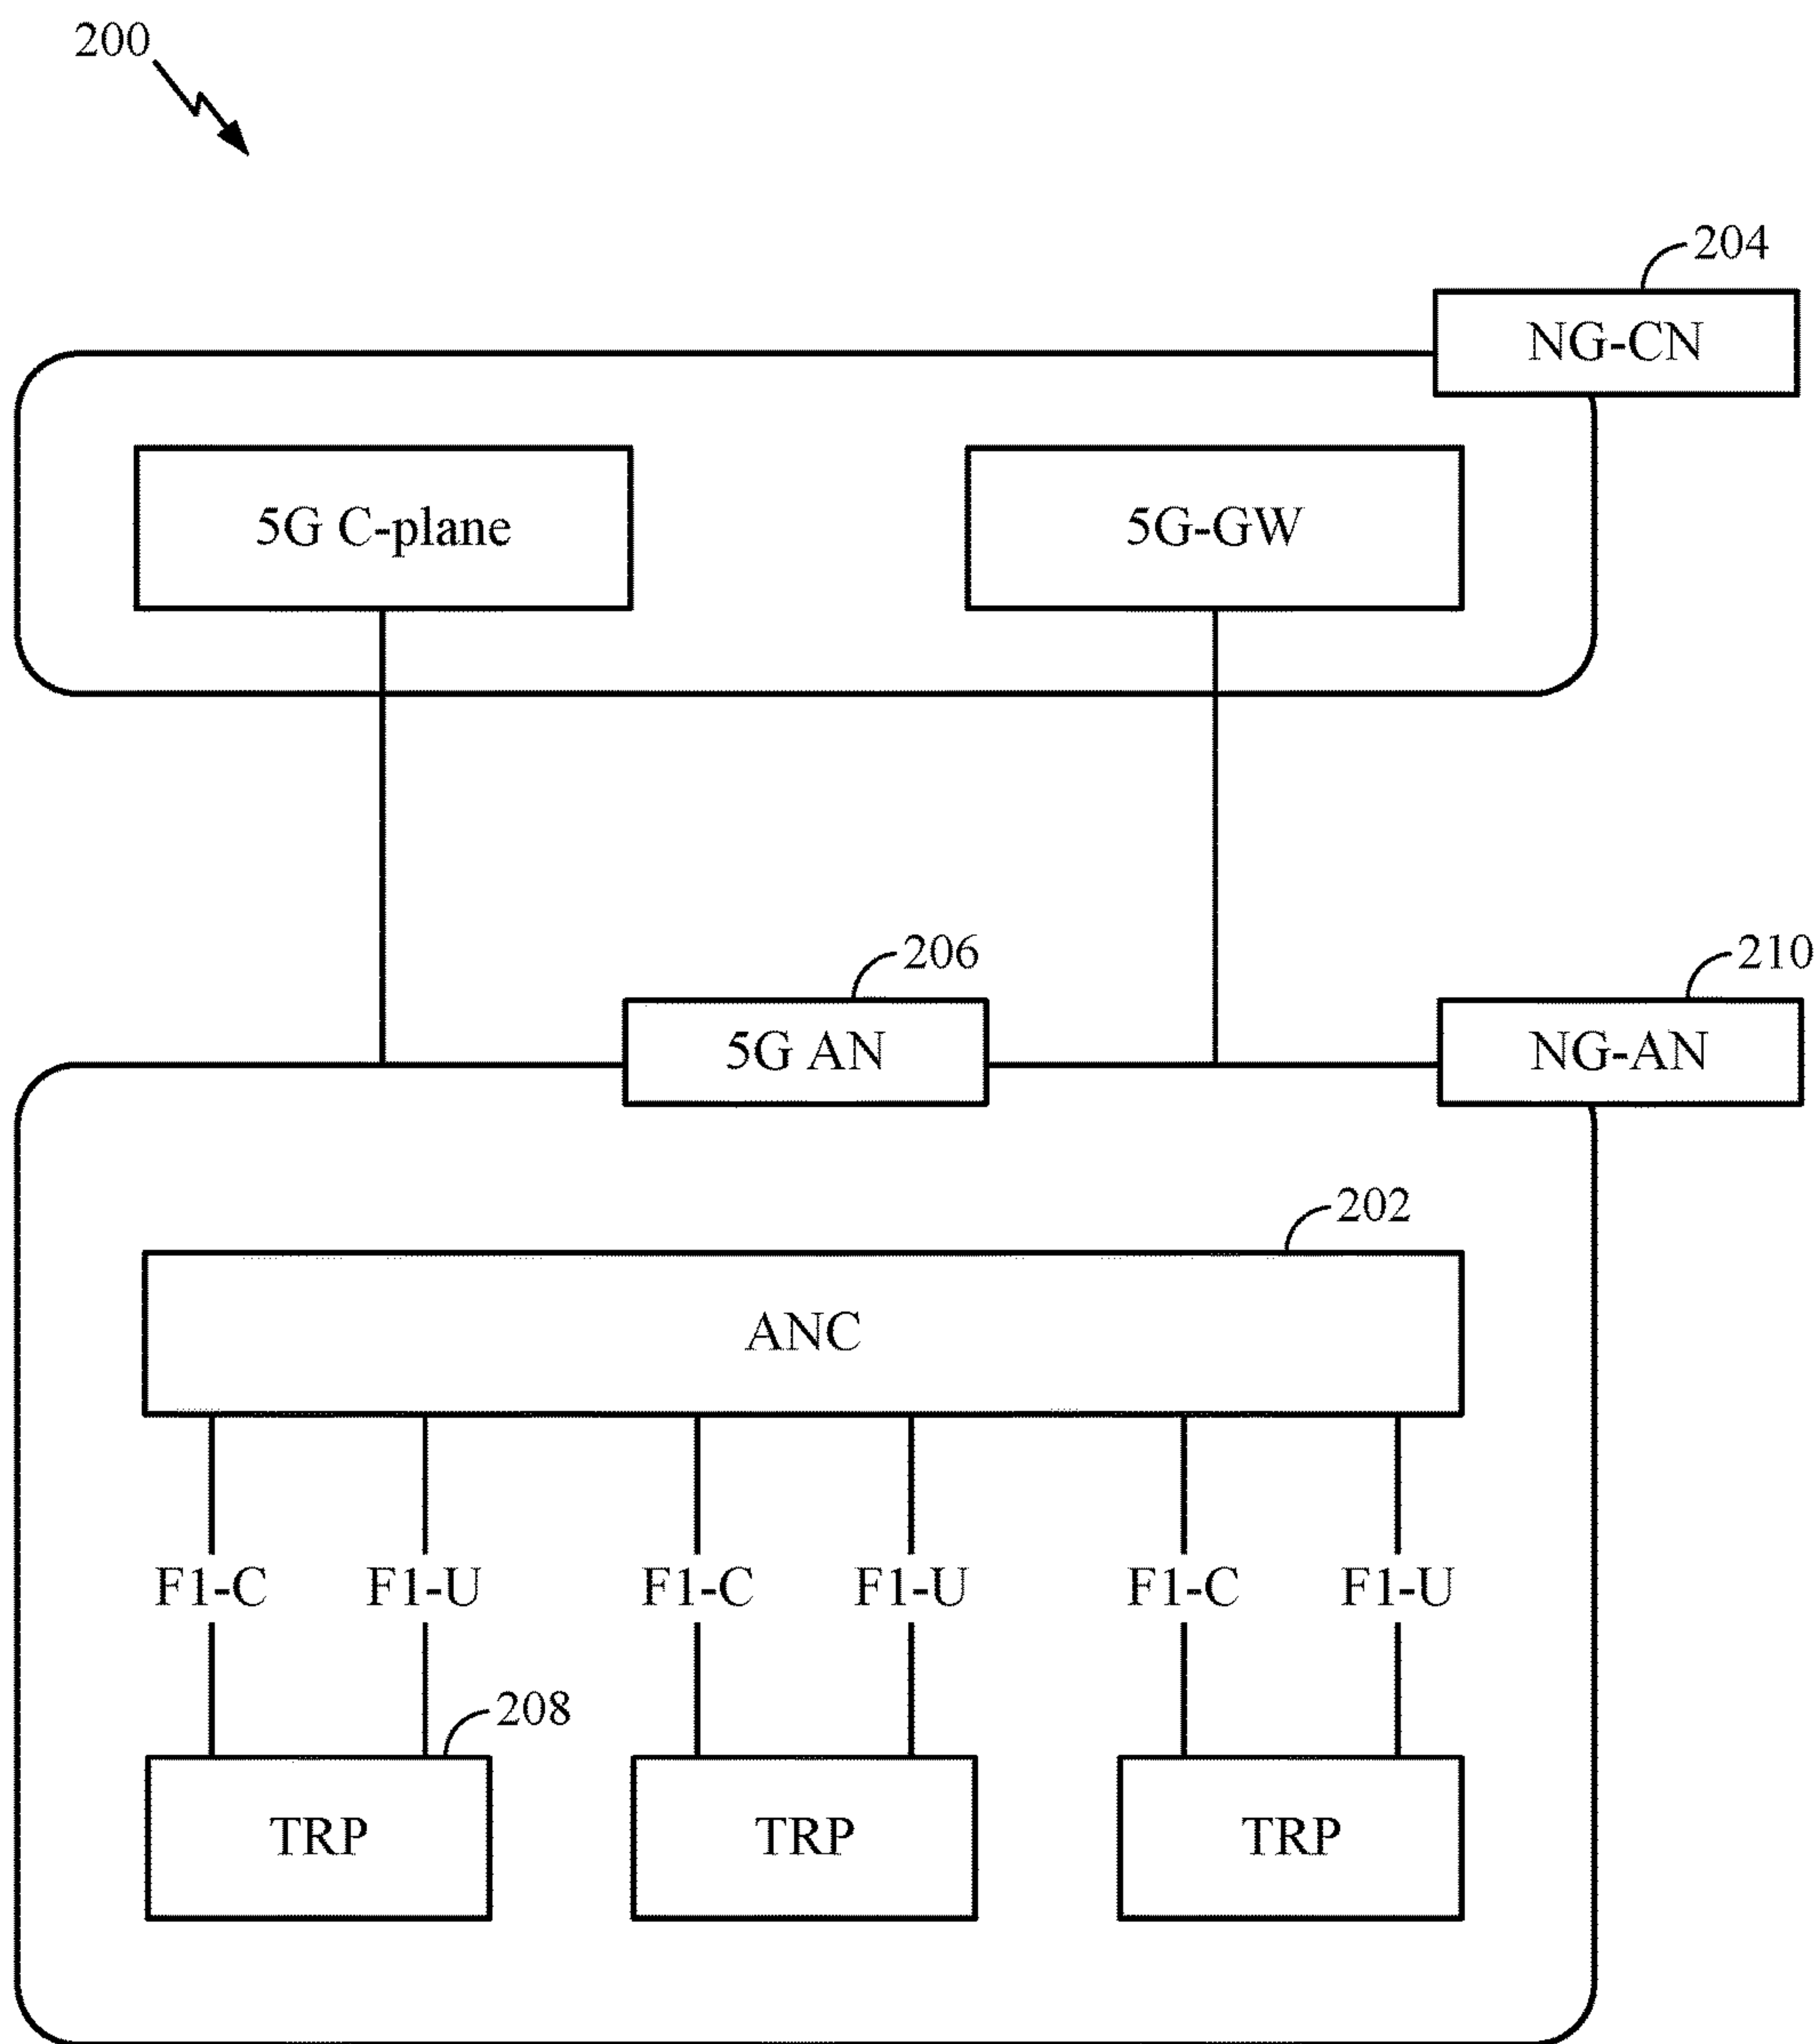 200
204
NG-CN
5G C-plane
5G-GW
206
210
5G AN
NG-AN
202
ANC
F1-C
F1-U
F1-C
F1-U
F1-C
F1-U
208
TRP
TRP
TRP